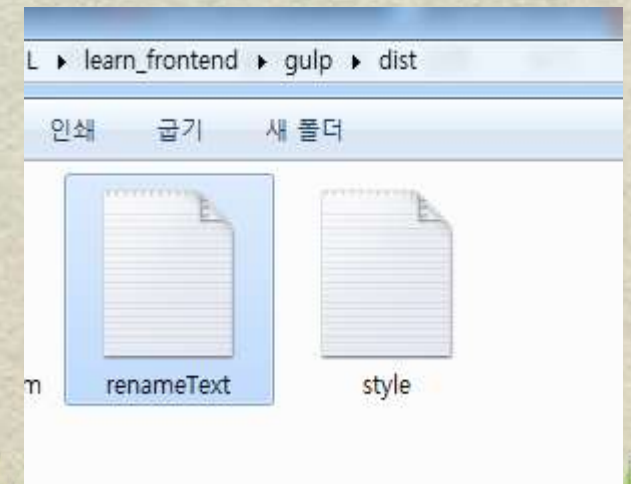 L ▸ learn_frontend ▸ gulp ▸ dist
인쇄 굽기 새 폴더
m renameText style